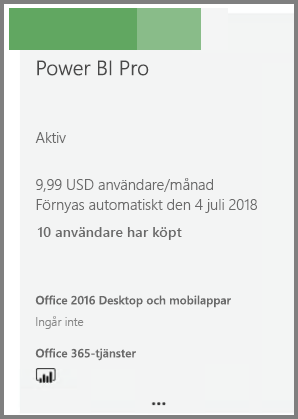 Power BI Pro
Aktiv
9,99 USD användare/månad
Förnyas automatiskt den 4 juli 2018
10 användare har köpt
Office 2016 Desktop och mobilappar
Ingår inte
Office 365-tjänster